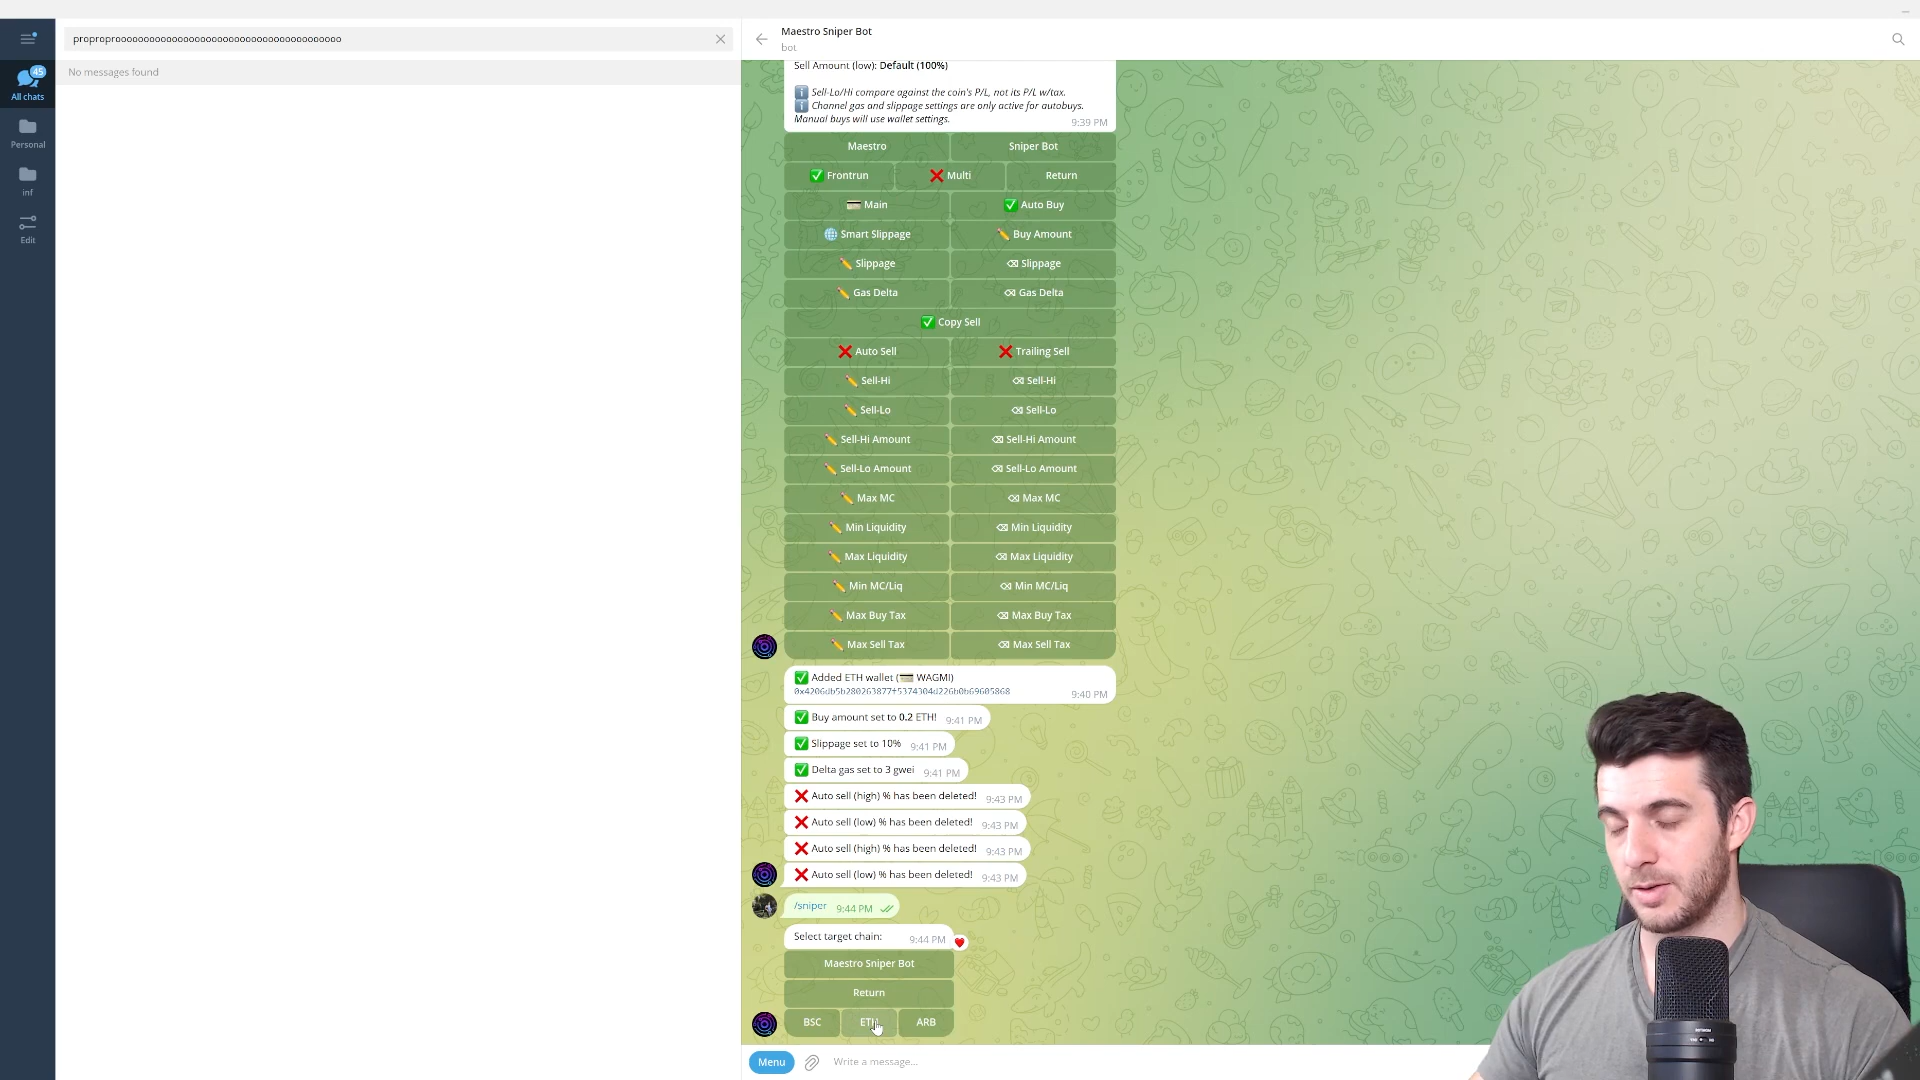 proproproooooooooooooooooooooooooooooooooooooooo
No messages found
45
All chats
Personal
inf
Edit
Maestro Sniper Bot
bot
Sell Amount (low): Default (100%)
Sell-Lo/Hi compare against the coin's P/L, not its P/L w/tax.
Channel gas and slippage settings are only active for autobuys.
Manual buys will use wallet settings.
9:39 PM
Maestro Sniper Bot
Frontrun Multi Return
Main Auto Buy
Smart Slippage Buy Amount
Slippage Slippage
Gas Delta Gas Delta
Copy Sell
Auto Sell Trailing Sell
Sell-Hi Sell-Hi
Sell-Lo Sell-Lo
Sell-Hi Amount Sell-Hi Amount
Sell-Lo Amount Sell-Lo Amount
Max MC Max MC
Min Liquidity Min Liquidity
Max Liquidity Max Liquidity
Min MC/Liq Min MC/Liq
Max Buy Tax Max Buy Tax
Max Sell Tax Max Sell Tax
Added ETH wallet (💳 WAGMI)
9:40 PM
Buy amount set to 0.2 ETH! 9:41 PM
Slippage set to 10% 9:41 PM
Delta gas set to 3 gwei 9:41 PM
Auto sell (high) % has been deleted! 9:43 PM
Auto sell (low) % has been deleted! 9:43 PM
Auto sell (high) % has been deleted! 9:43 PM
Auto sell (low) % has been deleted! 9:43 PM
/sniper 9:44 PM
Select target chain: 9:44 PM
Maestro Sniper Bot
Return
BSC ETH ARB
Menu Write a message...